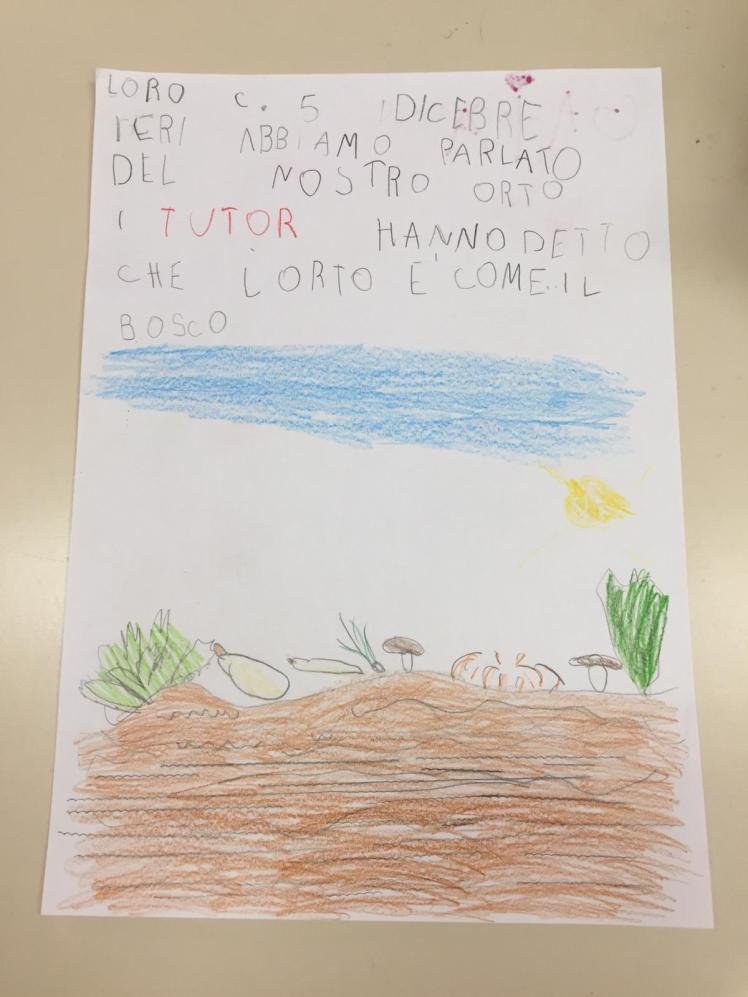 LORO C. 5 DICEBRE
IERI ABBIAMO PARLATO
DEL NOSTRO ORTO
I TUTOR HANNO DETTO
CHE L'ORTO E' COME IL
BOSCO